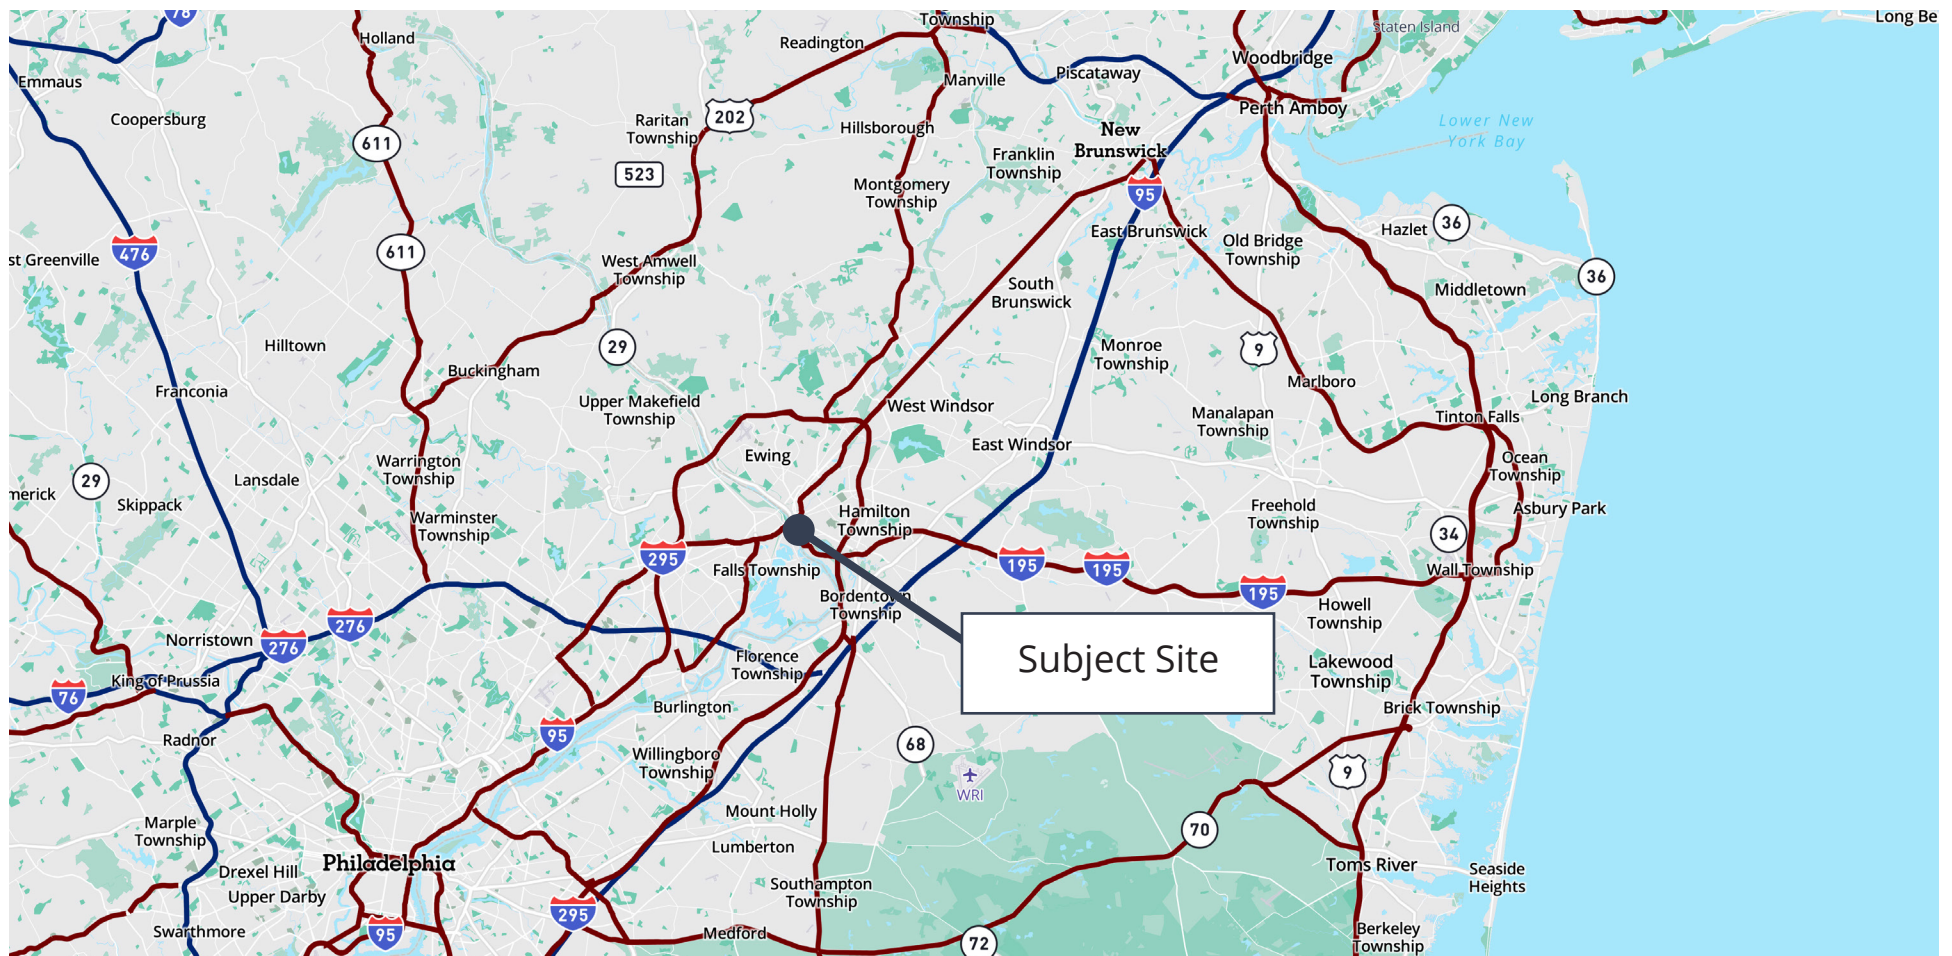 78
Holland
Township
Long Be
Readington
Staten Island
Woodbridge
Emmaus
Manville
Piscataway
Coopersburg
202
Perth Amboy
Raritan
Township
Hillsborough
New
Brunswick
Lower New
York Bay
611
523
Franklin
Township
Montgomery
Township
95
36
Hazlet
East Brunswick
Old Bridge
Township
476
611
st Greenville
West Amwell
Township
36
South
Brunswick
Middletown
Hilltown
29
9
Monroe
Township
Buckingham
Franconia
Marlboro
Upper Makefield
Township
West Windsor
Long Branch
Manalapan
Township
Tinton Falls
East Windsor
Ewing
Warrington
Township
Ocean
Township
29
Lansdale
merick
Skippack
Freehold
Township
Asbury Park
Hamilton
Township
Warminster
Township
34
295
Falls Township
195
195
Wall Township
195
Bordentown
Township
Howell
Township
276
Norristown
276
Subject Site
Florence
Township
Lakewood
Township
King of Prussia
76
Burlington
Brick Township
Radnor
95
68
Willingboro
Township
9
WRI
Mount Holly
Marple
Township
70
Lumberton
Philadelphia
Toms River
Drexel Hill
Seaside
Heights
Upper Darby
Southampton
Township
295
Swarthmore
95
Medford
72
Berkeley
Township